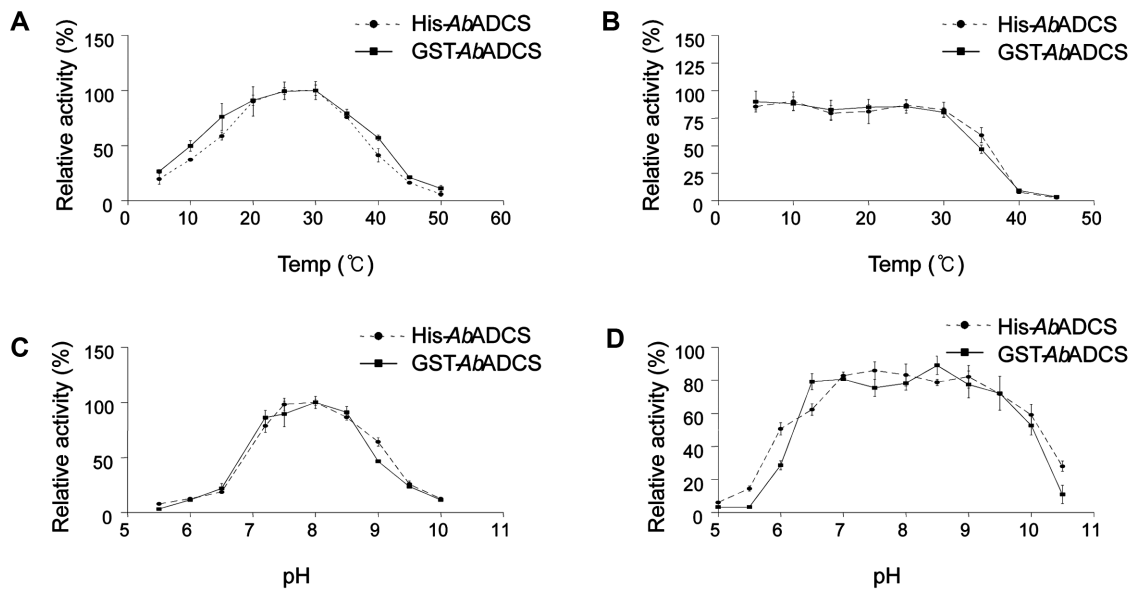 A
His-AbADCS
GST-AbADCS
Relative activity (%)
150
100
50
0
0 10 20 30 40 50 60
Temp (℃)
B
His-AbADCS
GST-AbADCS
Relative activity (%)
150
125
100
75
50
25
0
0 10 20 30 40 50
Temp (℃)
C
His-AbADCS
GST-AbADCS
Relative activity (%)
150
100
50
0
5 6 7 8 9 10 11
pH
D
His-AbADCS
GST-AbADCS
Relative activity (%)
100
80
60
40
20
0
5 6 7 8 9 10 11
pH